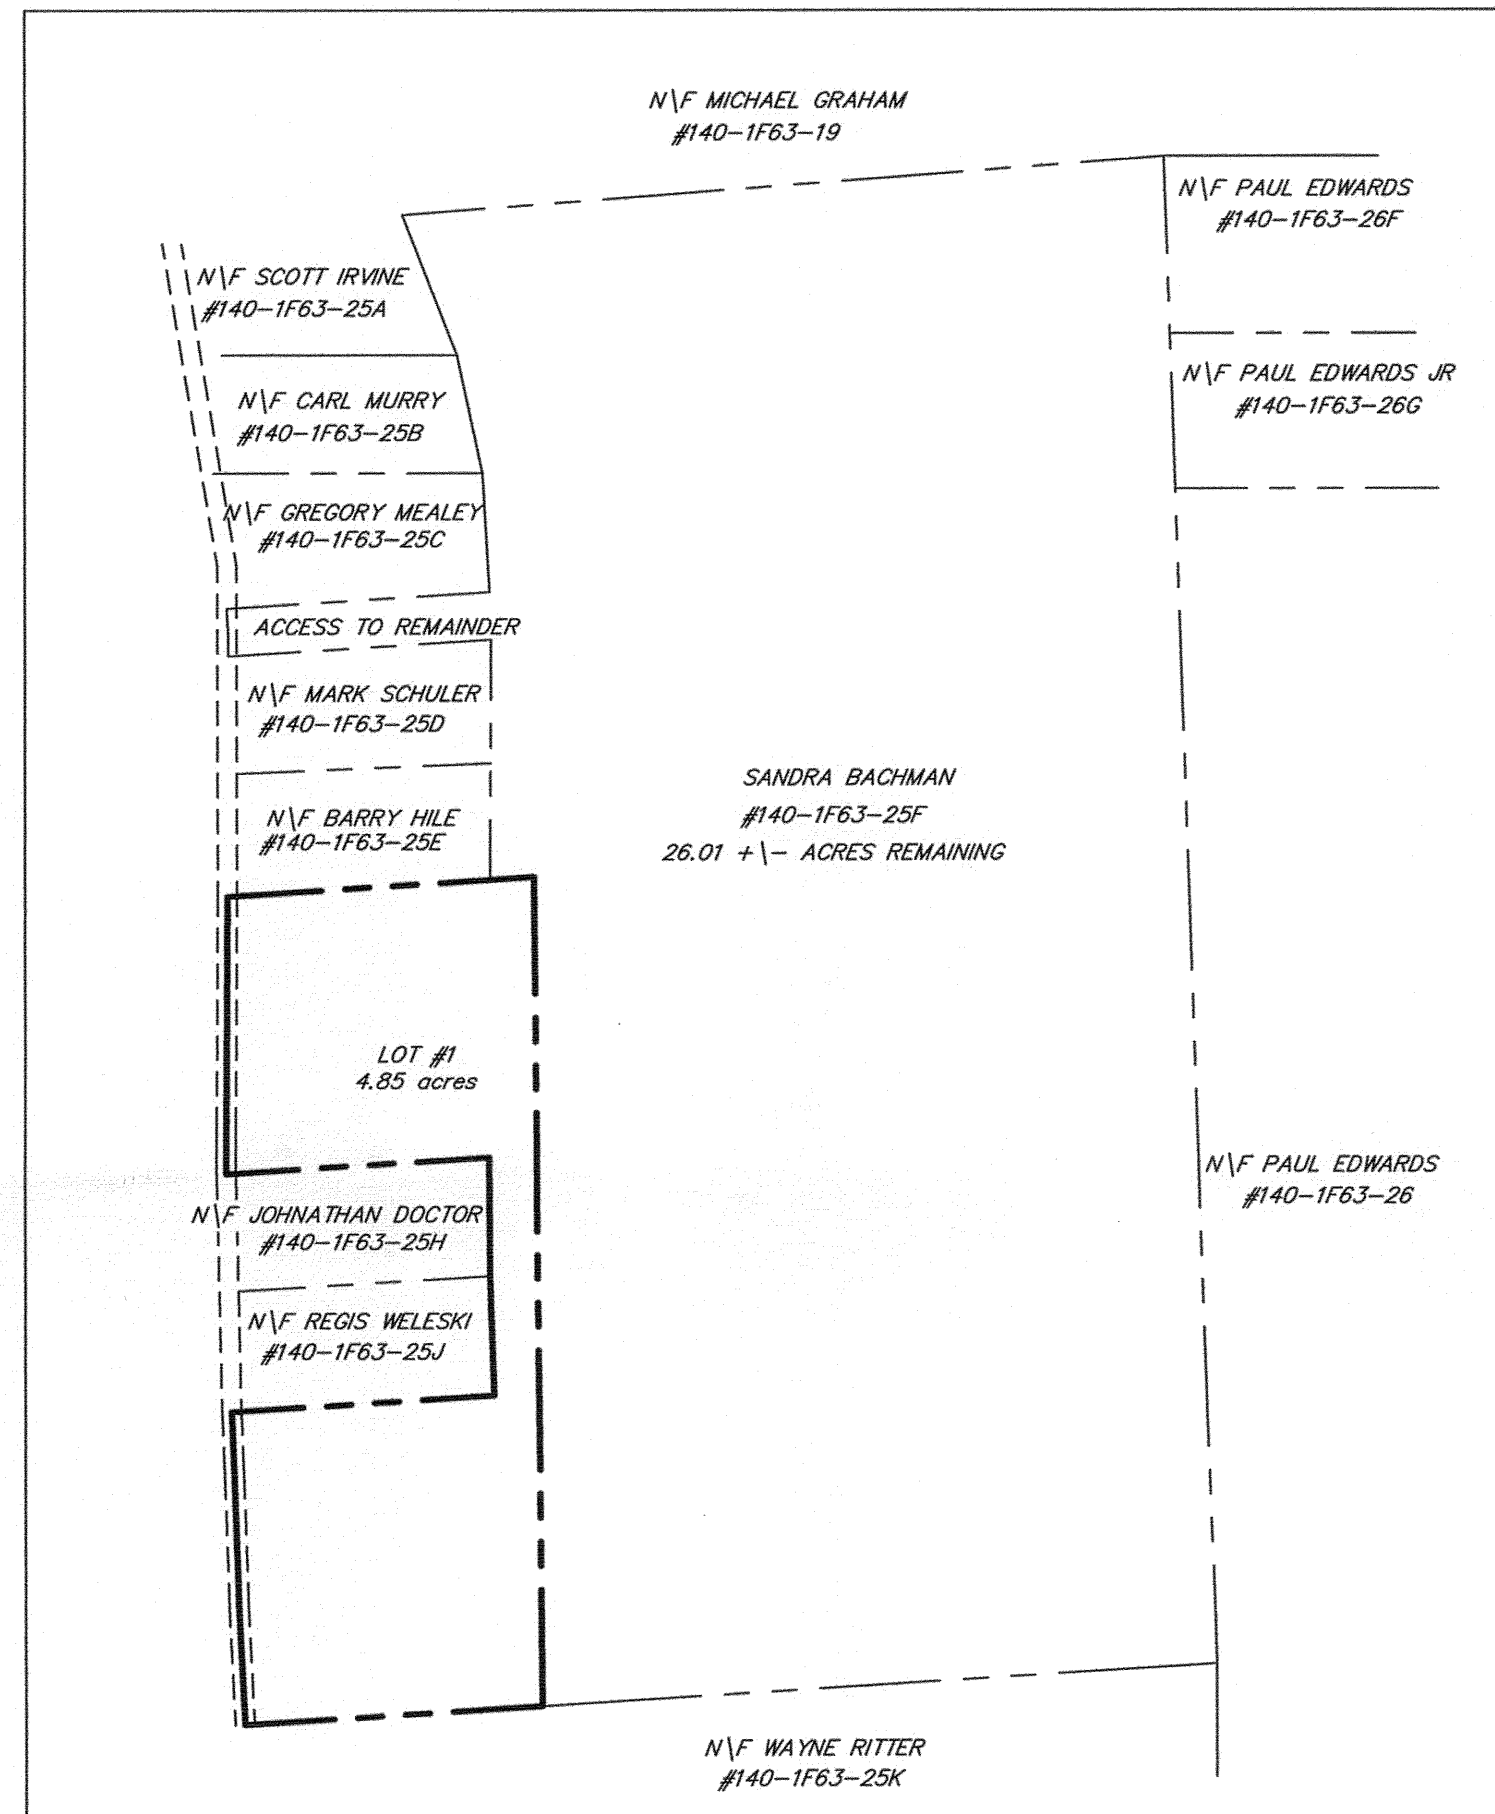 N\F MICHAEL GRAHAM
#140-1F63-19
N\F PAUL EDWARDS
#140-1F63-26F
N\F SCOTT IRVINE
#140-1F63-25A
N\F PAUL EDWARDS JR
#140-1F63-26G
N\F CARL MURRY
#140-1F63-25B
N\F GREGORY MEALEY
#140-1F63-25C
ACCESS TO REMAINDER
N\F MARK SCHULER
#140-1F63-25D
SANDRA BACHMAN
#140-1F63-25F
26.01 +\- ACRES REMAINING
N\F BARRY HILE
#140-1F63-25E
LOT #1
4.85 acres
N\F PAUL EDWARDS
#140-1F63-26
N\F JOHNATHAN DOCTOR
#140-1F63-25H
N\F REGIS WELESKI
#140-1F63-25J
N\F WAYNE RITTER
#140-1F63-25K